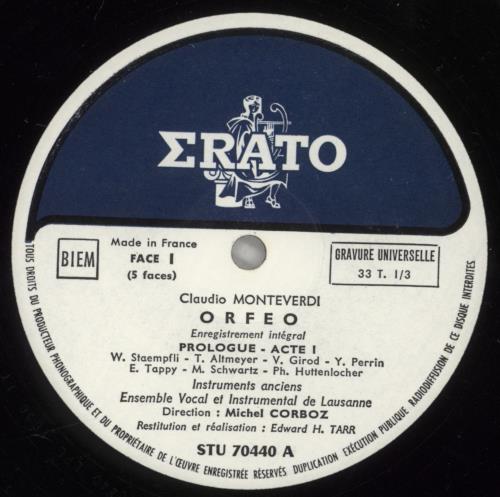 ΣRATO
BIEM
Made in France
FACE 1
(5 faces)
GRAVURE UNIVERSELLE
33 T. 1/3
Claudio MONTEVERDI
ORFEO
Enregistrement intégral
PROLOGUE - ACTE I
W. Staempfli - T. Altmeyer - V. Girod - Y. Perrin
E. Tappy - M. Schwartz - Ph. Huttenlocher
Instruments anciens
Ensemble Vocal et Instrumental de Lausanne
Direction : Michel CORBOZ
Restitution et réalisation : Edward H. TARR
STU 70440 A
TOUS DROITS DU PRODUCTEUR PHONOGRAPHIQUE ET DU PROPRIÉTAIRE DE L'ŒUVRE ENREGISTRÉE RÉSERVÉS DUPLICATION EXÉCUTION PUBLIQUE RADIODIFFUSION DE CE DISQUE INTERDITES